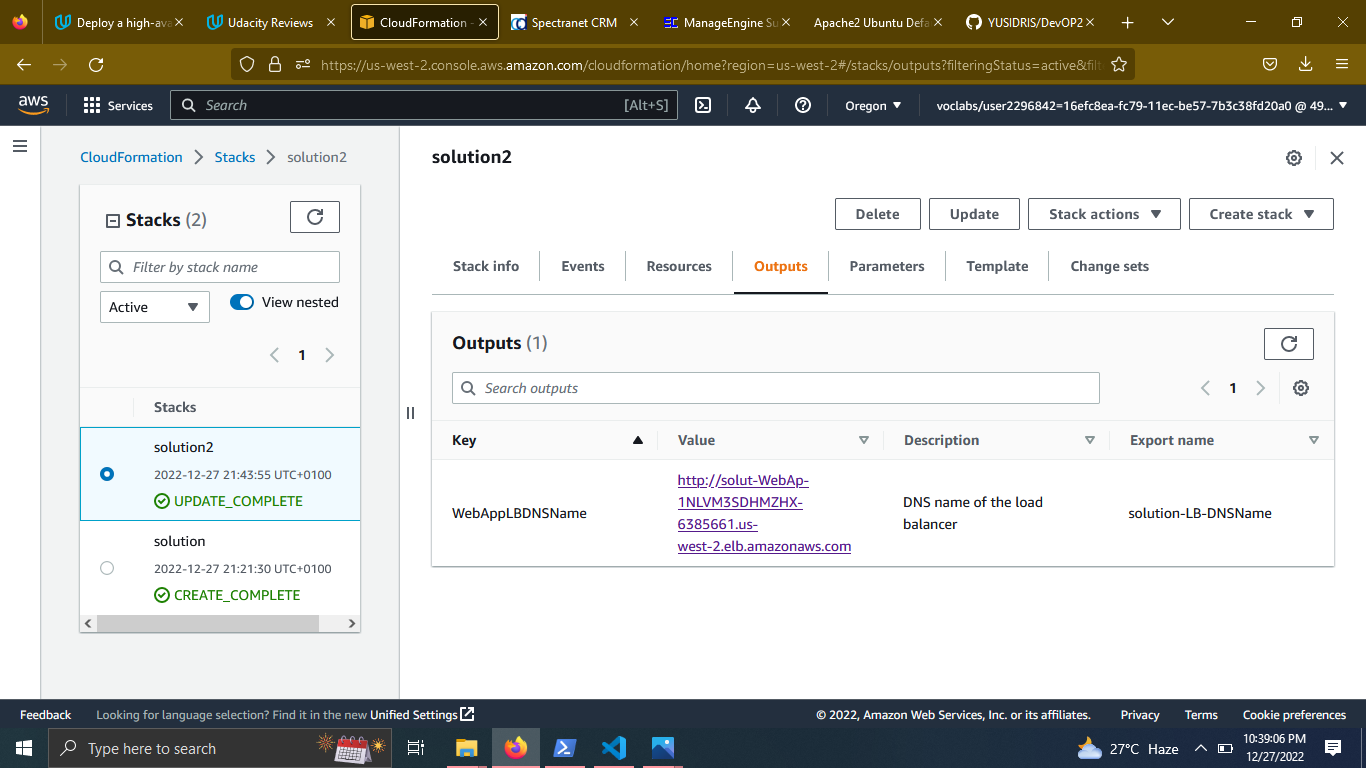 Deploy a high-ava
Udacity Reviews
CloudFormation -
Spectranet CRM
ManageEngine Su
Apache2 Ubuntu Defa
YUSIDRIS/DevOP2
https://us-west-2.console.aws.amazon.com/cloudformation/home?region=us-west-2#/stacks/outputs?filteringStatus=active&filt
aws
Services
Search
[Alt+S]
Oregon
voclabs/user2296842=16efc8ea-fc79-11ec-be57-7b3c38fd20a0 @ 49...
CloudFormation
Stacks
solution2
Stacks (2)
Filter by stack name
Active
View nested
1
Stacks
solution2
2022-12-27 21:43:55 UTC+0100
UPDATE_COMPLETE
solution
2022-12-27 21:21:30 UTC+0100
CREATE_COMPLETE
solution2
Delete
Update
Stack actions
Create stack
Stack info
Events
Resources
Outputs
Parameters
Template
Change sets
Outputs (1)
Search outputs
1
Key
Value
Description
Export name
WebAppLBDNSName
http://solut-WebAp-
1NLVM3SDHMZHX-
6385661.us-
west-2.elb.amazonaws.com
DNS name of the load
balancer
solution-LB-DNSName
Feedback
Looking for language selection? Find it in the new Unified Settings
© 2022, Amazon Web Services, Inc. or its affiliates.
Privacy
Terms
Cookie preferences
Type here to search
27°C Haze
10:39:06 PM
12/27/2022